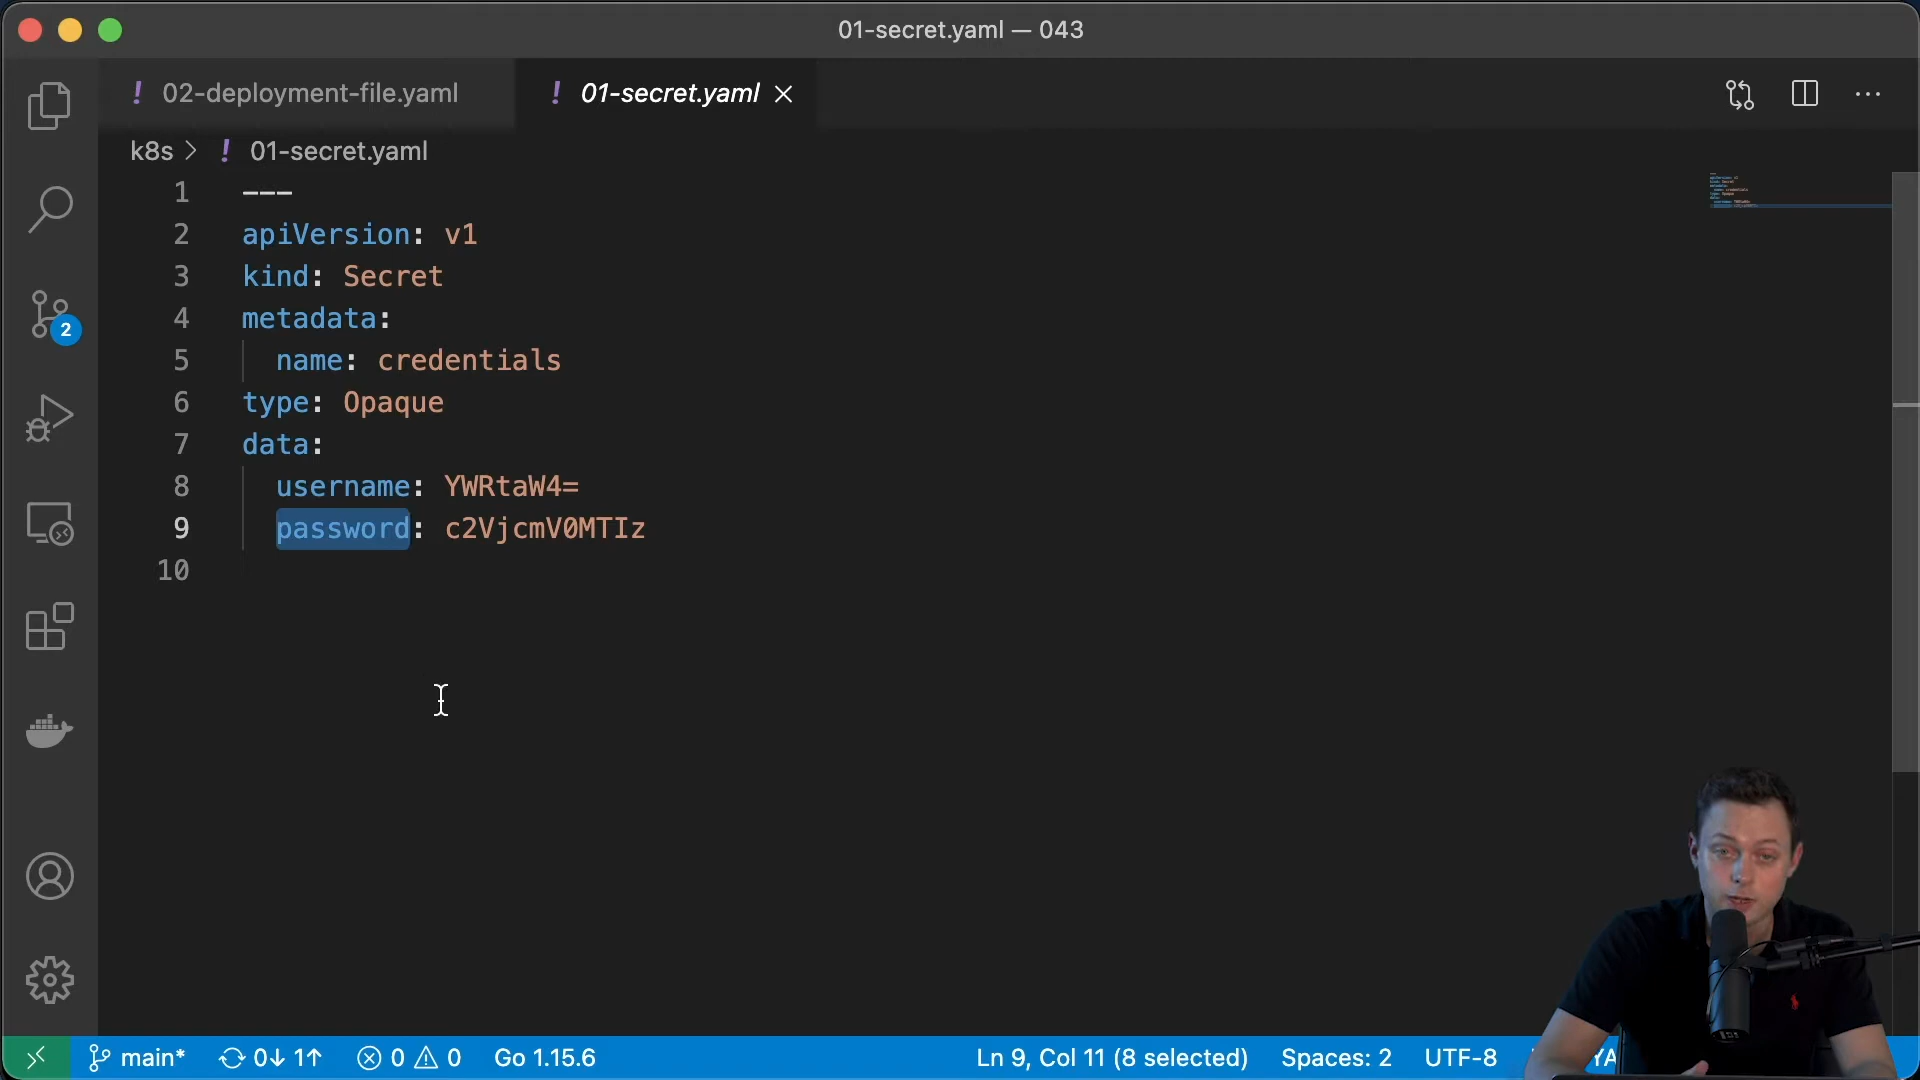 01-secret.yaml — 043
! 02-deployment-file.yaml ! 01-secret.yaml
k8s > ! 01-secret.yaml
1 ---
2 apiVersion: v1
3 kind: Secret
4 metadata:
5 name: credentials
6 type: Opaque
7 data:
8 username: YWRtaW4=
9 password: c2VjcmV0MTIz
10
2
main* 0↓ 1↑ 0 0 Go 1.15.6 Ln 9, Col 11 (8 selected) Spaces: 2 UTF-8